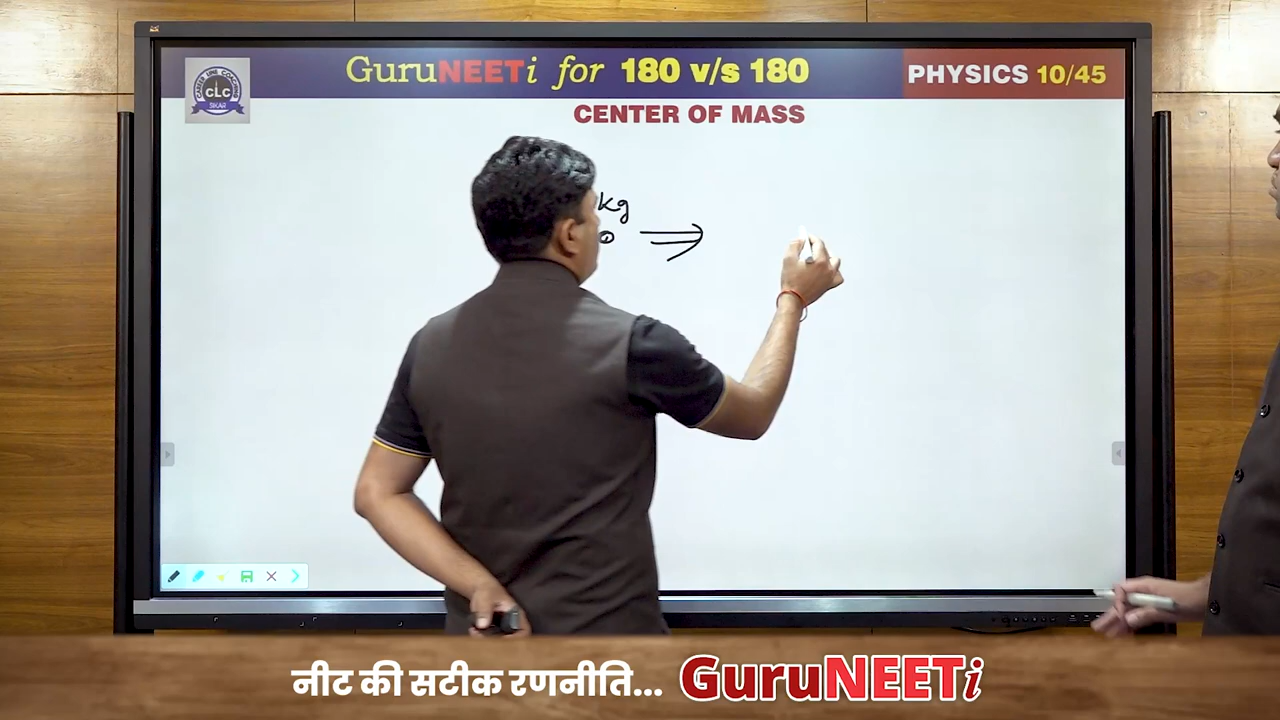 GuruNEETi for 180 v/s 180
PHYSICS 10/45
CLC
SIKAR
CENTER OF MASS
kg
नीट की सटीक रणनीति... GuruNEETi